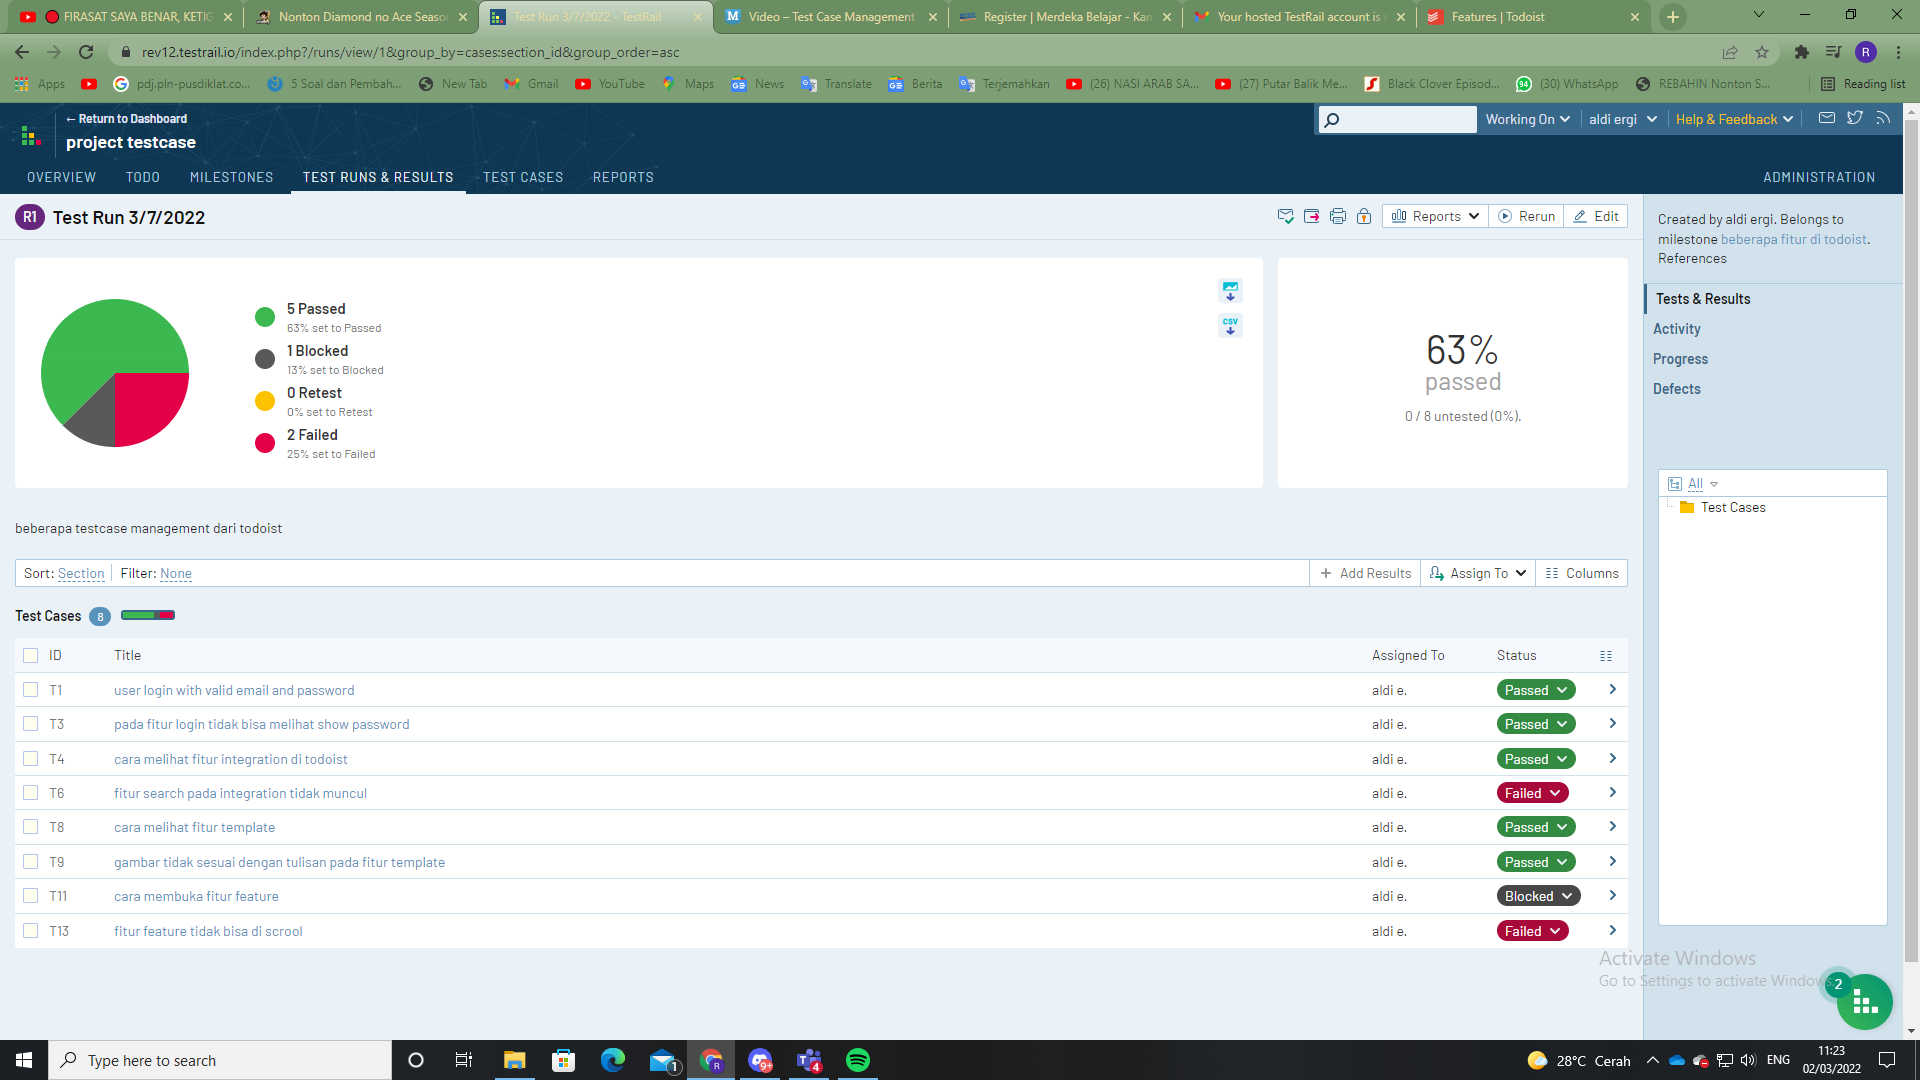 FIRASAT SAYA BENAR, KETIG
Nonton Diamond no Ace Seaso
Test Run 3/7/2022 - TestRail
Video – Test Case Management
Register | Merdeka Belajar - Kam
Your hosted TestRail account is r
Features | Todoist
rev12.testrail.io/index.php?/runs/view/1&group_by=cases:section_id&group_order=asc
R
Apps
pdj.pln-pusdiklat.co...
5 Soal dan Pembah...
New Tab
Gmail
YouTube
Maps
News
Translate
Berita
Terjemahkan
(26) NASI ARAB SA...
(27) Putar Balik Me...
Black Clover Episod...
94
(30) WhatsApp
REBAHIN Nonton S...
Reading list
← Return to Dashboard
project testcase
Working On
aldi ergi
Help & Feedback
OVERVIEW
TODO
MILESTONES
TEST RUNS & RESULTS
TEST CASES
REPORTS
ADMINISTRATION
R1
Test Run 3/7/2022
Reports
Rerun
Edit
5 Passed
63% set to Passed
1 Blocked
13% set to Blocked
0 Retest
0% set to Retest
2 Failed
25% set to Failed
CSV
63%
passed
0 / 8 untested (0%).
Created by aldi ergi. Belongs to
milestone beberapa fitur di todoist.
References
Tests & Results
Activity
Progress
Defects
All
Test Cases
beberapa testcase management dari todoist
Sort: Section
Filter: None
+ Add Results
Assign To
Columns
Test Cases 8
ID Title Assigned To Status
T1 user login with valid email and password aldi e. Passed
T3 pada fitur login tidak bisa melihat show password aldi e. Passed
T4 cara melihat fitur integration di todoist aldi e. Passed
T6 fitur search pada integration tidak muncul aldi e. Failed
T8 cara melihat fitur template aldi e. Passed
T9 gambar tidak sesuai dengan tulisan pada fitur template aldi e. Passed
T11 cara membuka fitur feature aldi e. Blocked
T13 fitur feature tidak bisa di scrool aldi e. Failed
Activate Windows
Go to Settings to activate Windows.
2
Type here to search
1
R
9+
T
4
28°C Cerah
ENG
11:23
02/03/2022